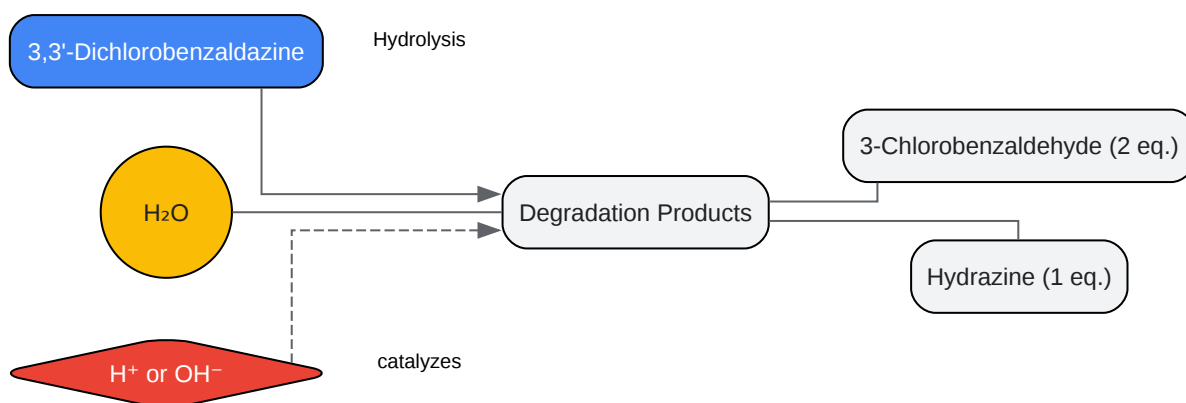 3,3'-Dichlorobenzaldazine
Hydrolysis
3-Chlorobenzaldehyde (2 eq.)
H₂O
Degradation Products
Hydrazine (1 eq.)
H⁺ or OH⁻
catalyzes